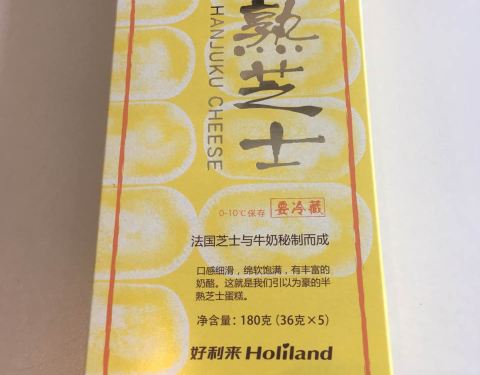 熟芝士
HANJUKU CHEESE
0-10℃保存 要冷藏
法国芝士与牛奶秘制而成
口感细滑，绵软饱满，有丰富的
奶酪。这就是我们引以为豪的半
熟芝士蛋糕。
净含量：180克（36克×5）
好利来 Holiland